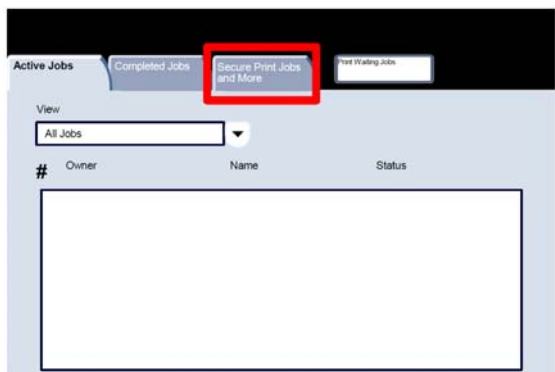 Active Jobs
Completed Jobs
Secure Print Jobs
and More
Print Waiting Jobs
View
All Jobs
# Owner Name Status